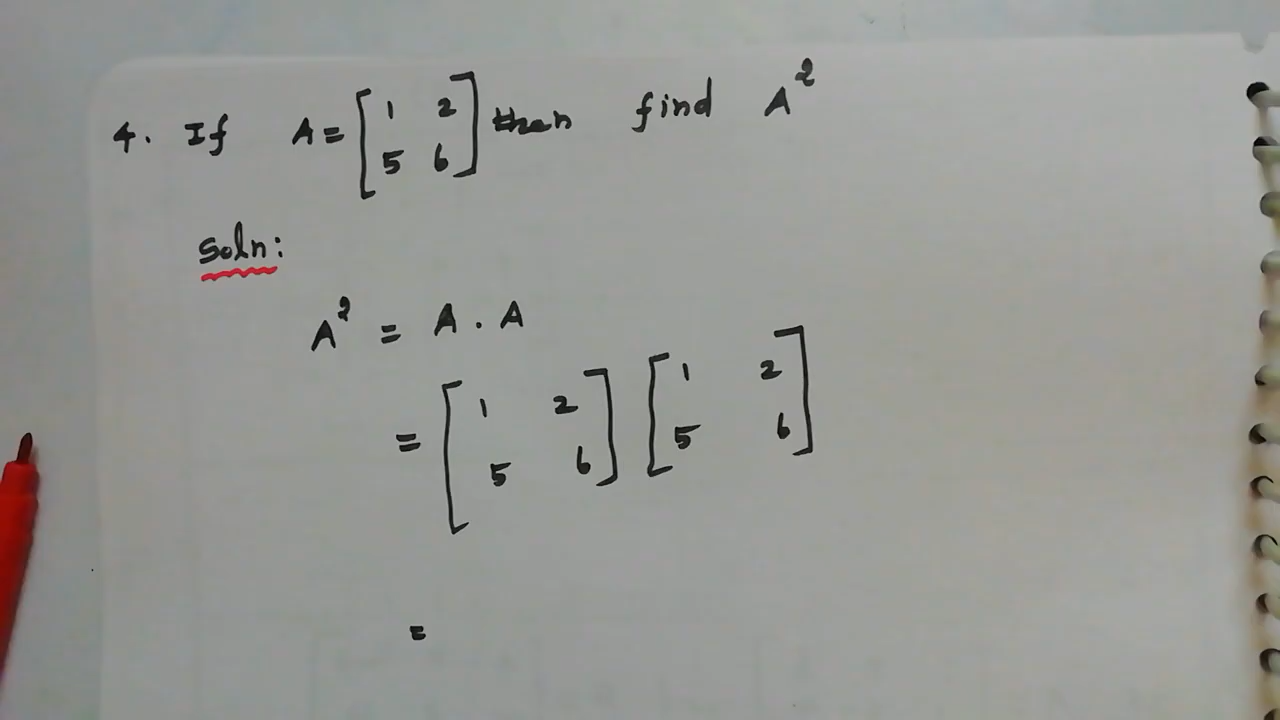 4. If A = [1 2
5 6] then find A²
Soln:
A² = A . A
= [1 2
5 6] [1 2
5 6]
=